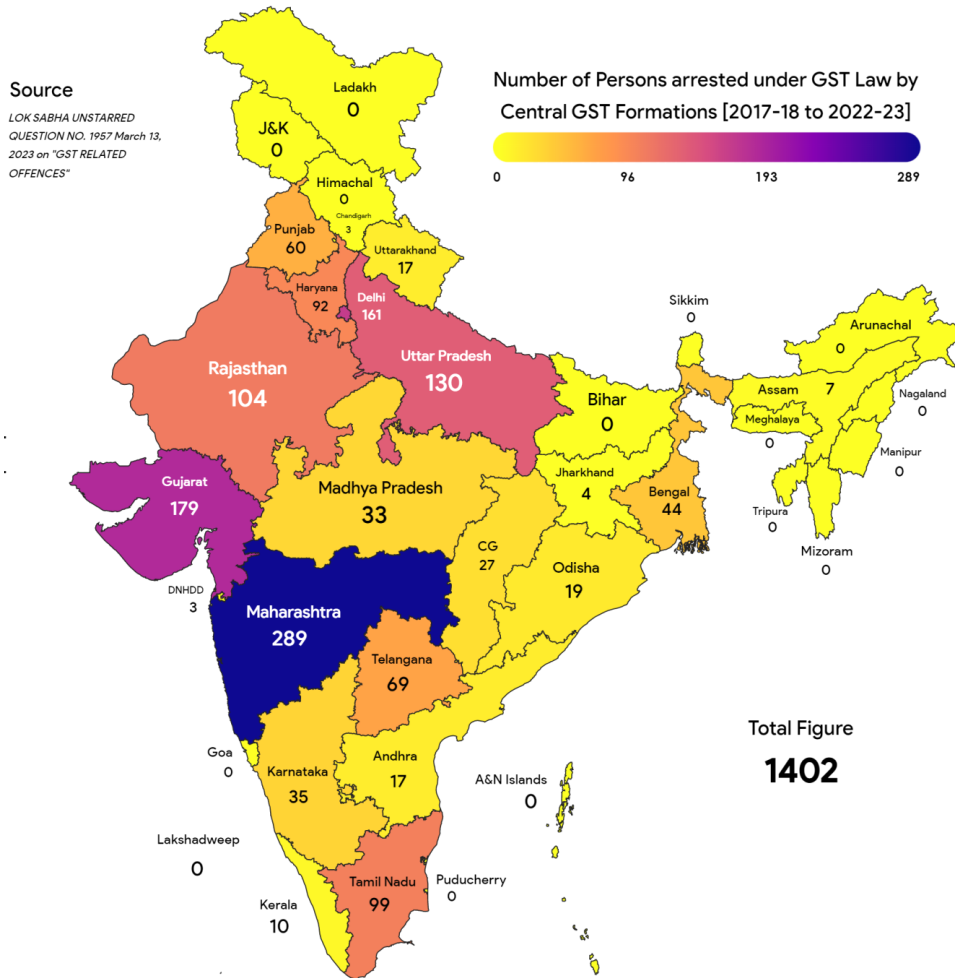 Source
LOK SABHA UNSTARRED
QUESTION NO. 1957 March 13,
2023 on "GST RELATED
OFFENCES"
Number of Persons arrested under GST Law by
Central GST Formations [2017-18 to 2022-23]
0 96 193 289
Ladakh
0
J&K
0
Himachal
0
Chandigarh
3
Punjab
60
Uttarakhand
17
Haryana
92
Delhi
161
Sikkim
0
Arunachal
0
Rajasthan
104
Uttar Pradesh
130
Bihar
0
Assam 7
Nagaland
0
Meghalaya
0
Manipur
0
Jharkhand
4
Gujarat
179
Madhya Pradesh
33
Bengal
44
Tripura
0
Mizoram
0
CG
27
Odisha
19
DNHDD
3
Maharashtra
289
Telangana
69
Total Figure
1402
Goa
0
Karnataka
35
Andhra
17
A&N Islands
0
Lakshadweep
0
Tamil Nadu
99
Puducherry
0
Kerala
10